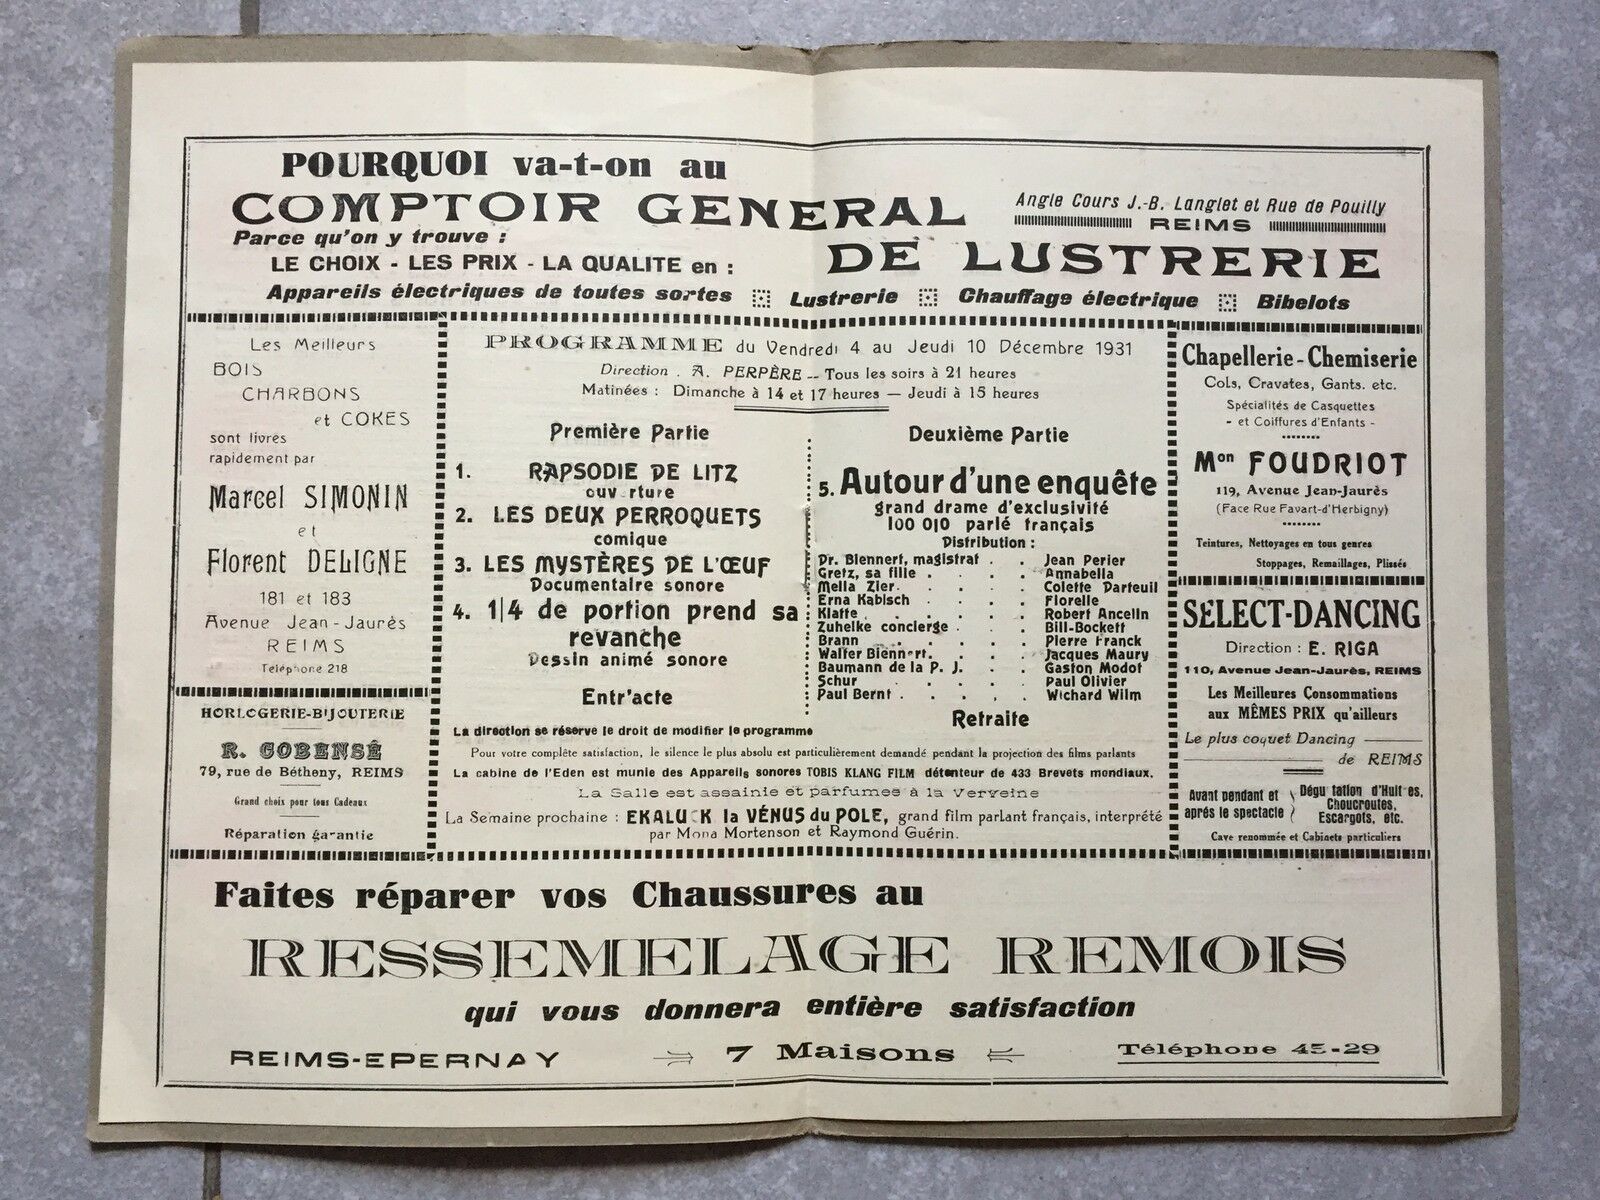 POURQUOI va-t-on au
COMPTOIR GENERAL
DE LUSTRERIE
Angle Cours J.-B. Langlet et Rue de Pouilly
REIMS
Parce qu'on y trouve :
LE CHOIX - LES PRIX - LA QUALITE en :
Appareils électriques de toutes sortes Lustrerie Chauffage électrique Bibelots
Les Meilleurs
BOIS
CHARBONS
et COKES
sont livrés
rapidement par
Marcel SIMONIN
et
Florent DELIGNE
181 et 183
Avenue Jean-Jaurès
REIMS
Téléphone 218
HORLOGERIE-BIJOUTERIE
R. GOBENSÉ
79, rue de Bétheny, REIMS
Grand choix pour tous Cadeaux
Réparation garantie
PROGRAMME du Vendredi 4 au Jeudi 10 Décembre 1931
Direction . A. PERPÈRE -- Tous les soirs à 21 heures
Matinées : Dimanche à 14 et 17 heures — Jeudi à 15 heures
Première Partie
1. RAPSODIE DE LITZ
ouv rture
2. LES DEUX PERROQUETS
comique
3. LES MYSTÈRES DE L'ŒUF
Documentaire sonore
4. 1/4 de portion prend sa
revanche
Dessin animé sonore
Entr'acte
Deuxième Partie
5. Autour d'une enquête
grand drame d'exclusivité
100 0/0 parlé français
Distribution :
Dr. Biennert, magistrat . . Jean Perier
Gretz, sa fille . . . . Annabella
Melia Zier . . . . Colette Darteuil
Erna Kabisch . . . . Florelle
Klatte . . . . . Robert Ancelin
Zuhelke concierge . . . Bill-Bockett
Brann . . . . . Pierre Franck
Walter Biennert. . . . Jacques Maury
Baumann de la P. J. . . . Gaston Modot
Schur . . . . . Paul Olivier
Paul Bernt . . . . . Wichard Wilm
Retraite
La direction se réserve le droit de modifier le programme
Pour votre complète satisfaction, le silence le plus absolu est particulièrement demandé pendant la projection des films parlants
La cabine de l'Eden est munie des Appareils sonores TOBIS KLANG FILM détenteur de 433 Brevets mondiaux.
La Salle est assainie et parfumes à la Verveine
La Semaine prochaine : EKALUCK la VÉNUS du POLE, grand film parlant français, interprété
par Mona Mortenson et Raymond Guérin.
Chapellerie-Chemiserie
Cols, Cravates, Gants. etc.
Spécialités de Casquettes
- et Coiffures d'Enfants -
Mon FOUDRIOT
119, Avenue Jean-Jaurès
(Face Rue Favart-d'Herbigny)
Teintures, Nettoyages en tous genres
Stoppages, Remaillages, Plissés
SELECT-DANCING
Direction : E. RIGA
110, Avenue Jean-Jaurès, REIMS
Les Meilleures Consommations
aux MÊMES PRIX qu'ailleurs
Le plus coquet Dancing
de REIMS
Avant pendant et
après le spectacle
Dégu tation d'Huit es,
Choucroutes,
Escargots, etc.
Cave renommée et Cabinets particuliers
Faites réparer vos Chaussures au
RESSEMELAGE REMOIS
qui vous donnera entière satisfaction
REIMS-EPERNAY 7 Maisons Téléphone 45-29